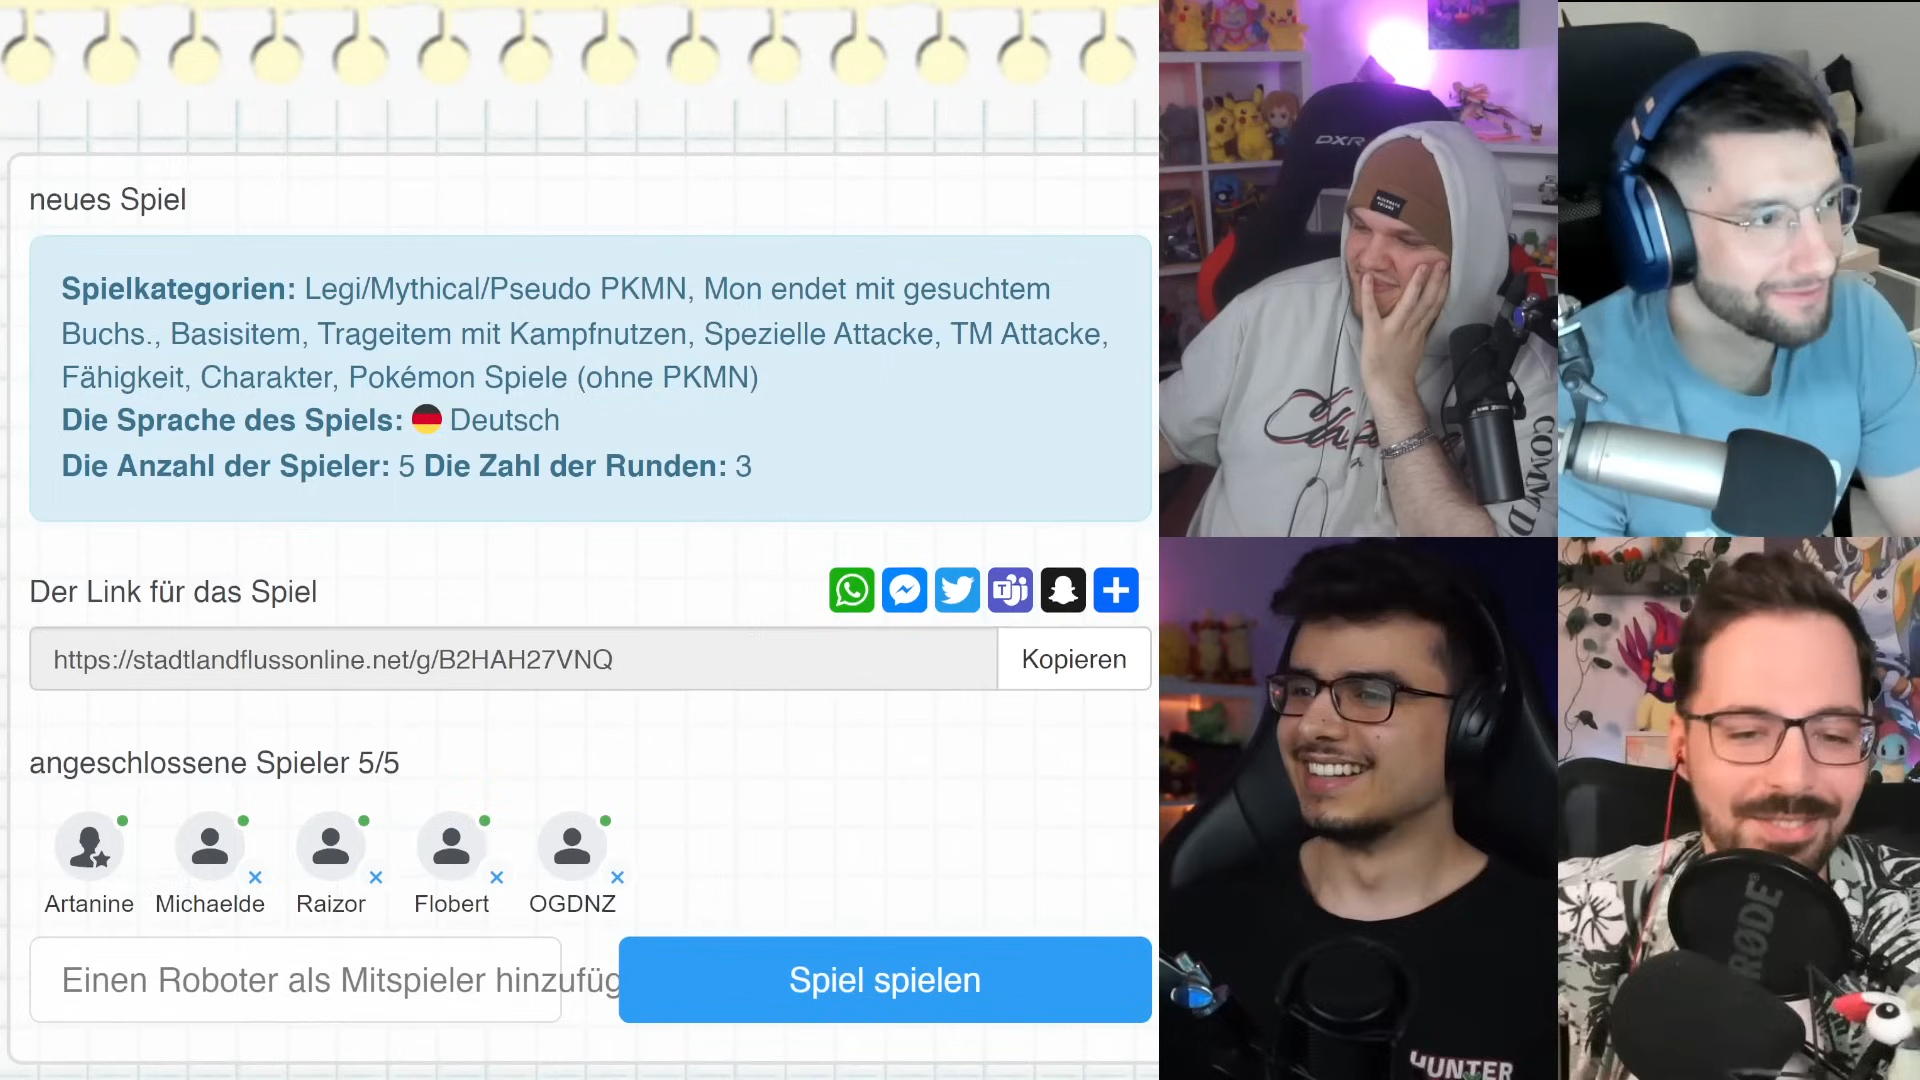 neues Spiel
Spielkategorien: Legi/Mythical/Pseudo PKMN, Mon endet mit gesuchtem
Buchs., Basisitem, Trageitem mit Kampfnutzen, Spezielle Attacke, TM Attacke,
Fähigkeit, Charakter, Pokémon Spiele (ohne PKMN)
Die Sprache des Spiels: Deutsch
Die Anzahl der Spieler: 5 Die Zahl der Runden: 3
Der Link für das Spiel
https://stadtlandflussonline.net/g/B2HAH27VNQ
Kopieren
angeschlossene Spieler 5/5
Artanine Michaelde Raizor Flobert OGDNZ
Einen Roboter als Mitspieler hinzufüg
Spiel spielen
DXR
COMM'D
RØDE
HUNTER